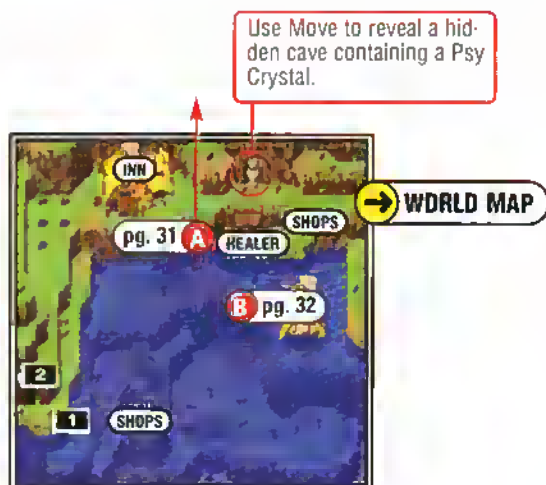 Use Move to reveal a hid-
den cave containing a Psy
Crystal.
INN
WORLD MAP
SHOPS
pg. 31 A
HEALER
B pg. 32
2
1
SHOPS